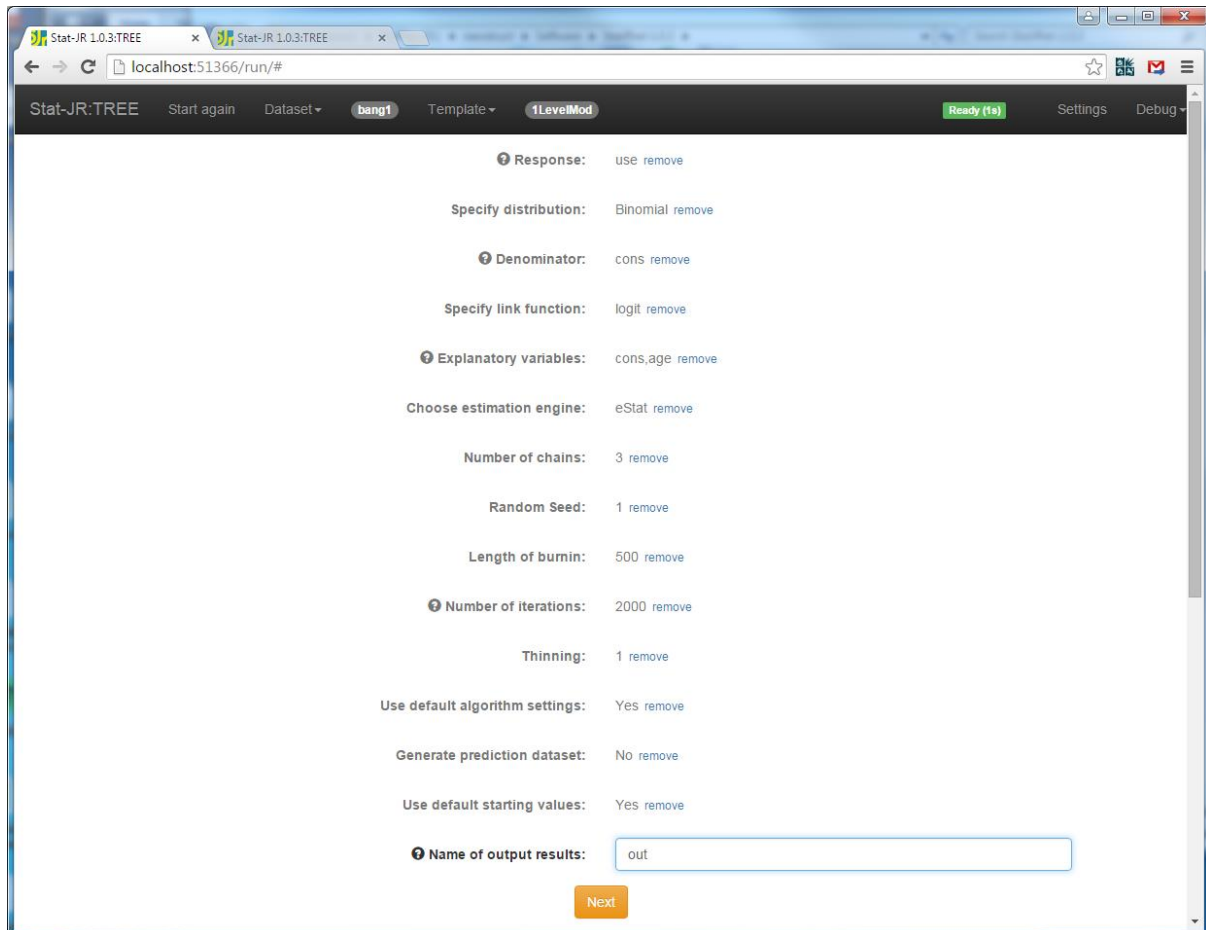 Stat-JR 1.0.3:TREE Stat-JR 1.0.3:TREE
localhost:51366/run/#
Stat-JR:TREE Start again Dataset bang1 Template 1LevelMod Ready (1s) Settings Debug
Response: use remove
Specify distribution: Binomial remove
Denominator: cons remove
Specify link function: logit remove
Explanatory variables: cons,age remove
Choose estimation engine: eStat remove
Number of chains: 3 remove
Random Seed: 1 remove
Length of burnin: 500 remove
Number of iterations: 2000 remove
Thinning: 1 remove
Use default algorithm settings: Yes remove
Generate prediction dataset: No remove
Use default starting values: Yes remove
Name of output results: out
Next